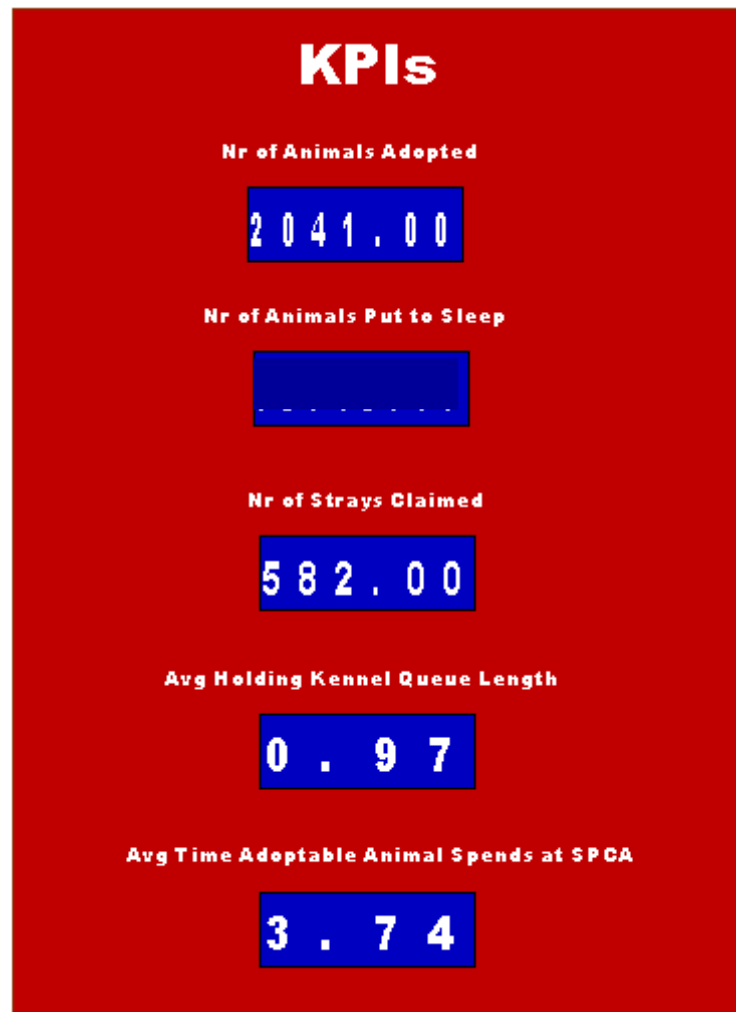 KPIs
Nr of Animals Adopted
2041.00
Nr of Animals Put to Sleep
Nr of Strays Claimed
582.00
Avg Holding Kennel Queue Length
0.97
Avg Time Adoptable Animal Spends at SPCA
3.74